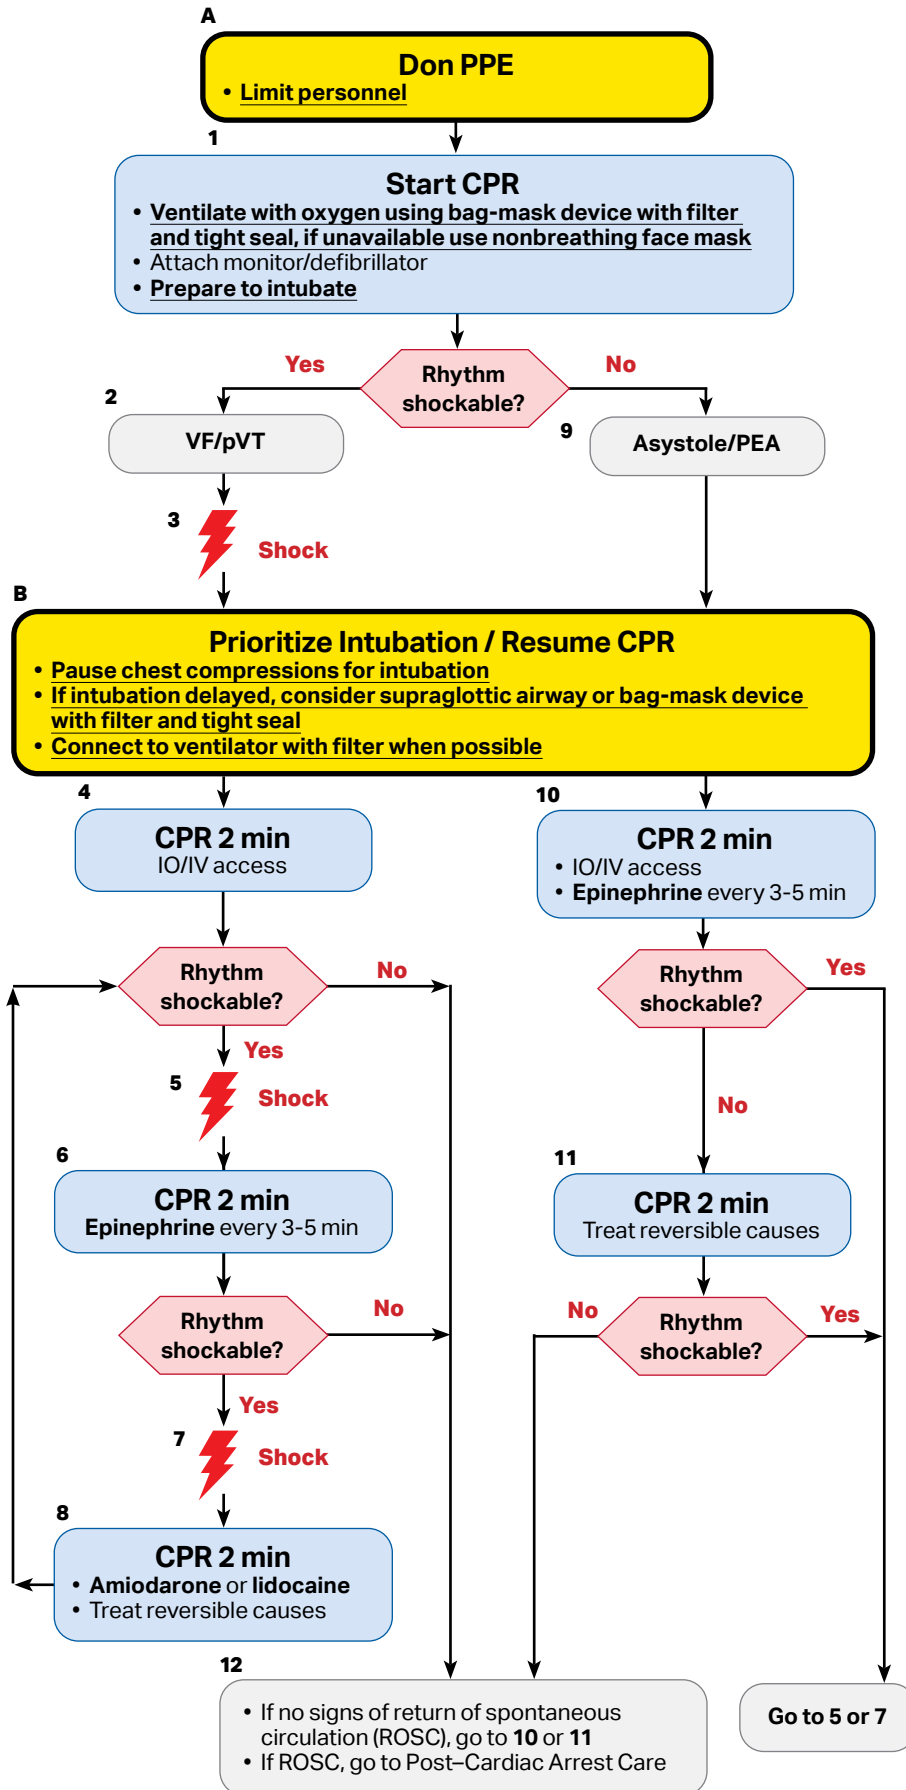 A
Don PPE
• Limit personnel
1
Start CPR
• Ventilate with oxygen using bag-mask device with filter
and tight seal, if unavailable use nonbreathing face mask
• Attach monitor/defibrillator
• Prepare to intubate
Rhythm
shockable?
Yes
No
2
VF/pVT
9
Asystole/PEA
3
Shock
B
Prioritize Intubation / Resume CPR
• Pause chest compressions for intubation
• If intubation delayed, consider supraglottic airway or bag-mask device
with filter and tight seal
• Connect to ventilator with filter when possible
4
CPR 2 min
IO/IV access
10
CPR 2 min
• IO/IV access
• Epinephrine every 3-5 min
Rhythm
shockable?
No
Yes
Rhythm
shockable?
Yes
No
5
Shock
6
CPR 2 min
Epinephrine every 3-5 min
11
CPR 2 min
Treat reversible causes
Rhythm
shockable?
No
Yes
Rhythm
shockable?
No
Yes
7
Shock
8
CPR 2 min
• Amiodarone or lidocaine
• Treat reversible causes
12
• If no signs of return of spontaneous
circulation (ROSC), go to 10 or 11
• If ROSC, go to Post–Cardiac Arrest Care
Go to 5 or 7